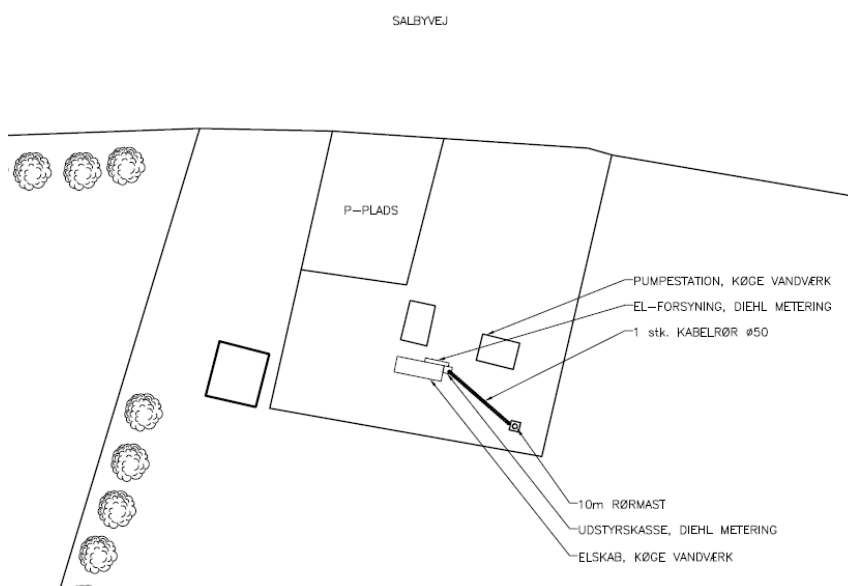 SALBYVEJ
P-PLADS
PUMPESTATION, KØGE VANDVÆRK
EL-FORSYNING, DIEHL METERING
1 stk. KABELRØR ø50
10m RØRMAST
UDSTYRSKASSE, DIEHL METERING
ELSKAB, KØGE VANDVÆRK